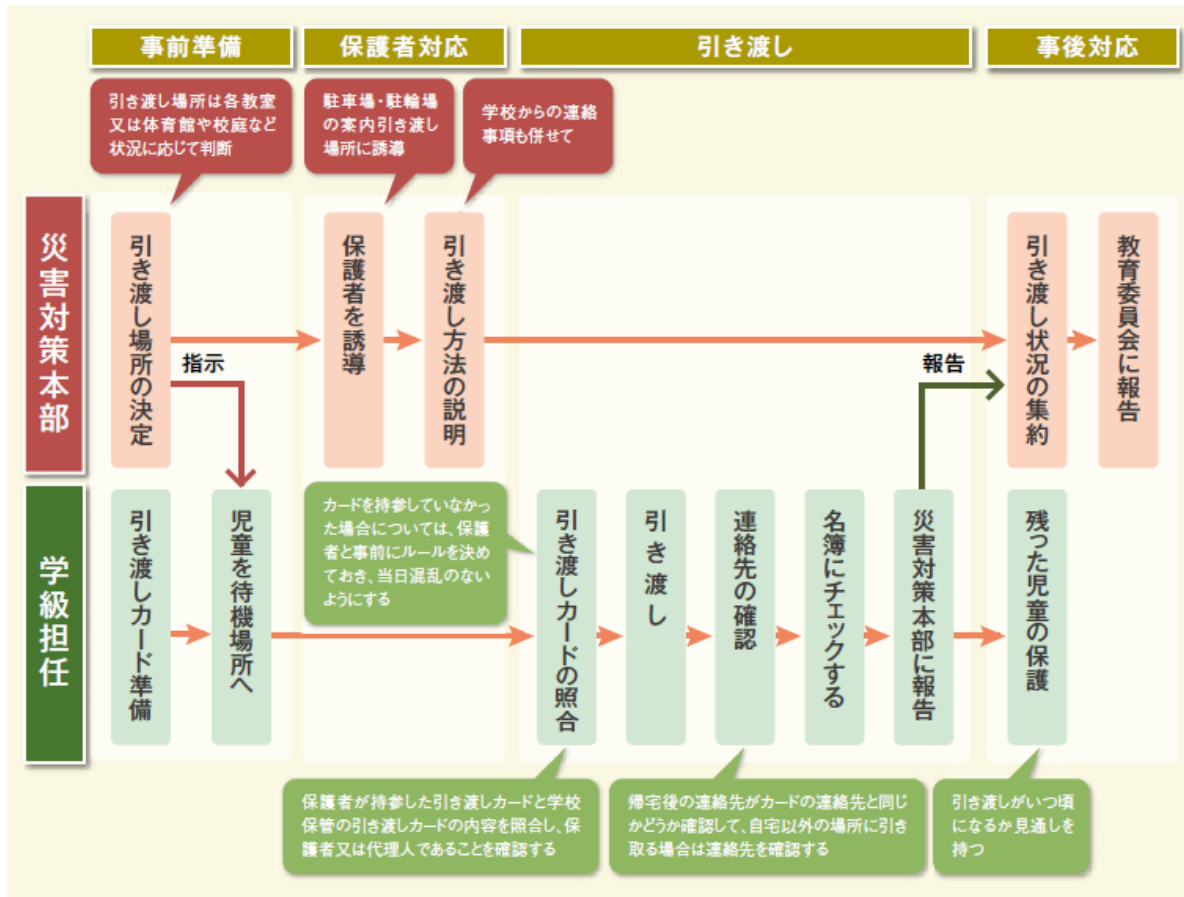 事前準備
保護者対応
引き渡し
事後対応
引き渡し場所は各教室
又は体育館や校庭など
状況に応じて判断
駐車場・駐輪場
の案内引き渡し
場所に誘導
学校からの連絡
事項も併せて
災害対策本部
引き渡し場所の決定
指示
保護者を誘導
引き渡し方法の説明
報告
引き渡し状況の集約
教育委員会に報告
学級担任
引き渡しカード準備
児童を待機場所へ
カードを持参していなかっ
た場合については、保護
者と事前にルールを決め
ておき、当日混乱のない
ようにする
引き渡しカードの照合
引き渡し
連絡先の確認
名簿にチェックする
災害対策本部に報告
残った児童の保護
保護者が持参した引き渡しカードと学校
保管の引き渡しカードの内容を照合し、保
護者又は代理人であることを確認する
帰宅後の連絡先がカードの連絡先と同じ
かどうか確認して、自宅以外の場所に引き
取る場合は連絡先を確認する
引き渡しがいつ頃
になるか見通しを
持つ